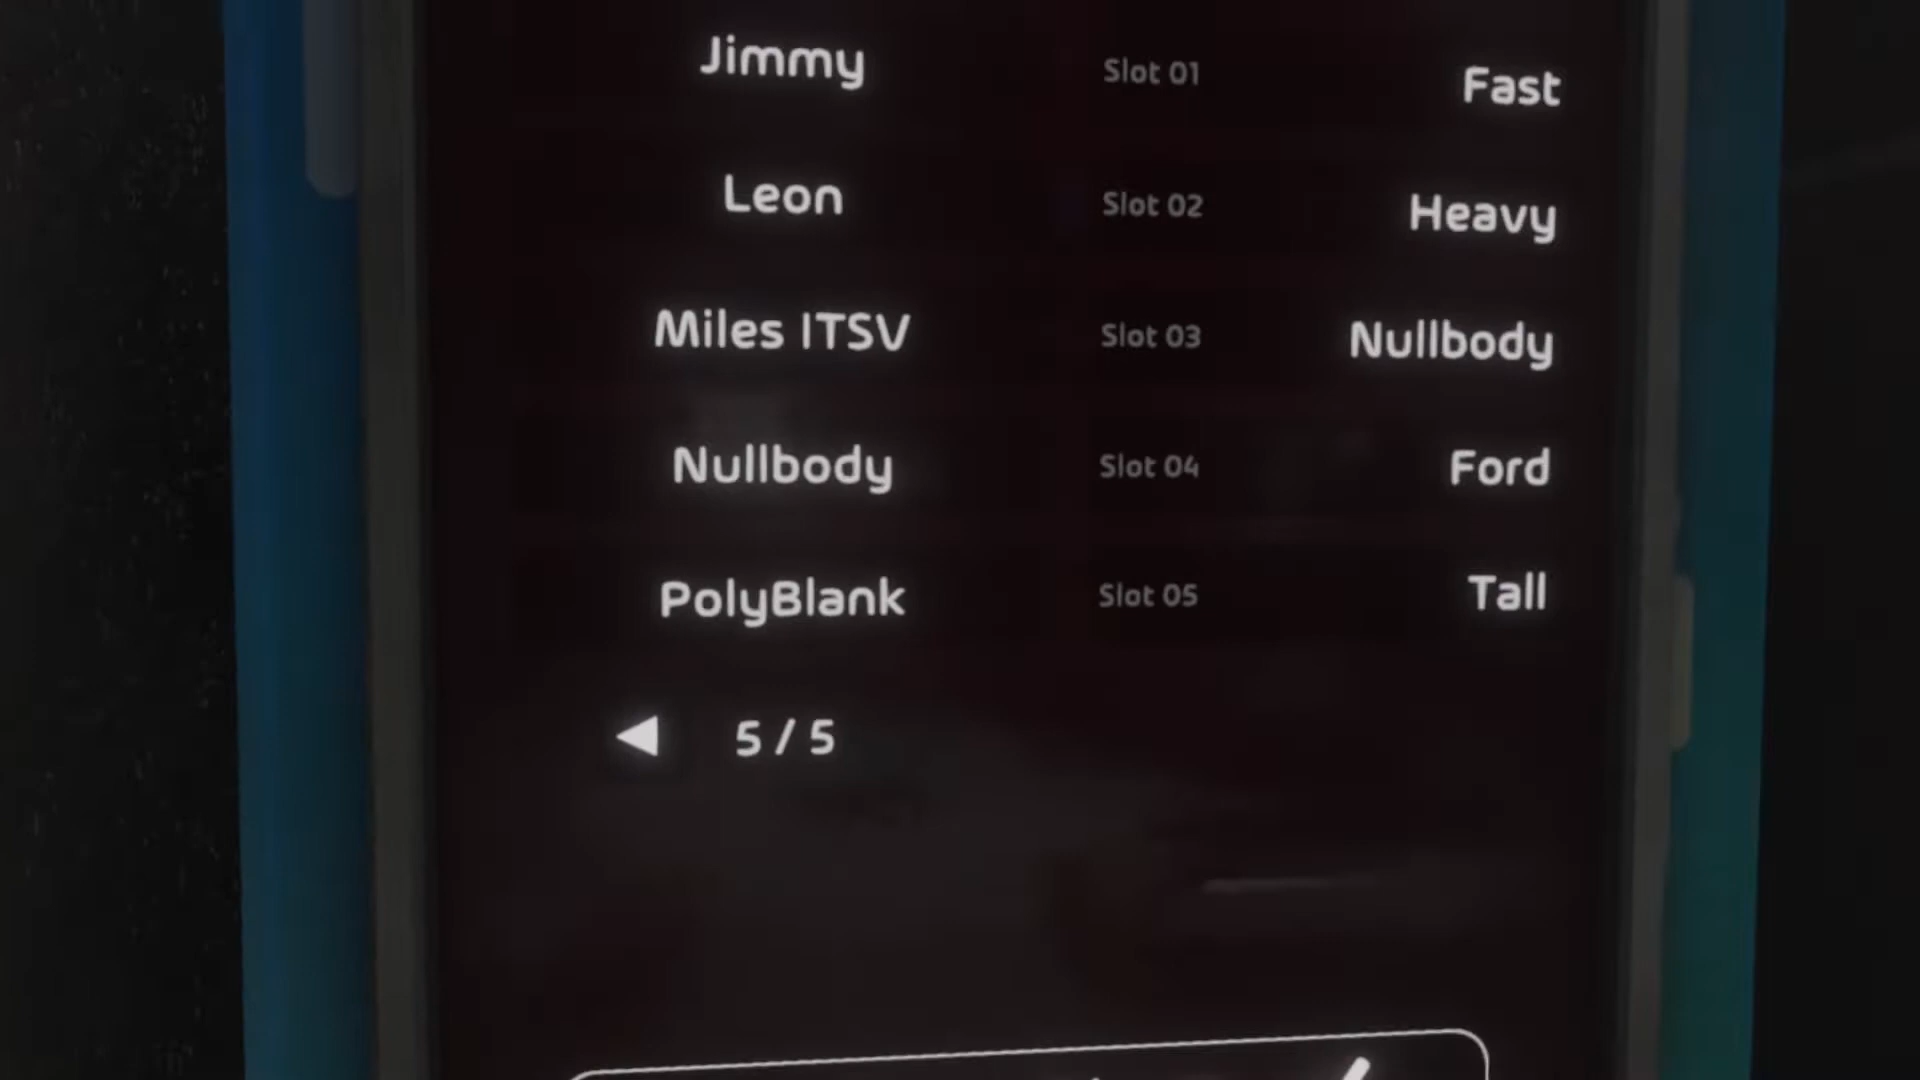 Jimmy Slot 01 Fast
Leon Slot 02 Heavy
Miles ITSV Slot 03 Nullbody
Nullbody Slot 04 Ford
PolyBlank Slot 05 Tall
5 / 5